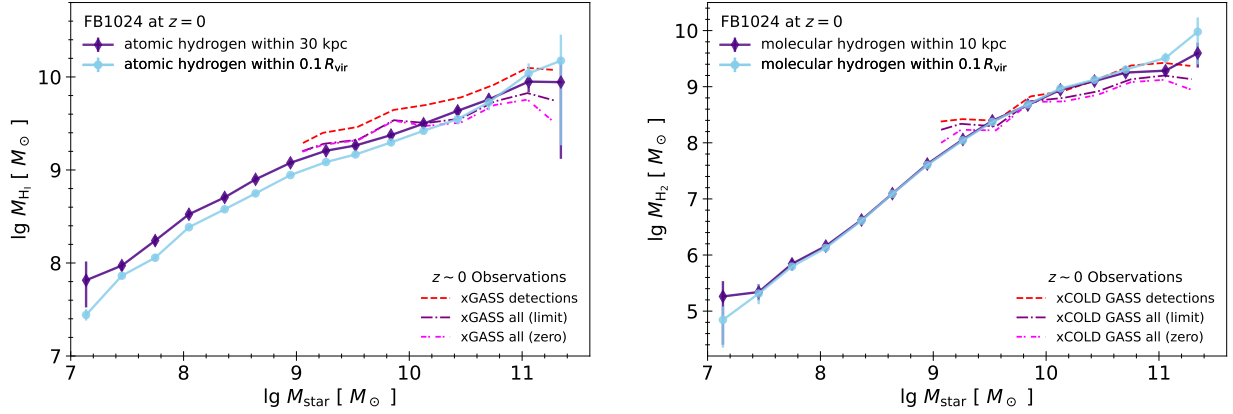 FB1024 at z = 0
atomic hydrogen within 30 kpc
atomic hydrogen within 0.1 R_vir
10
9
8
7
lg M_HI [ M_⊙ ]
z ~ 0 Observations
xGASS detections
xGASS all (limit)
xGASS all (zero)
7 8 9 10 11
lg M_star [ M_⊙ ]
FB1024 at z = 0
molecular hydrogen within 10 kpc
molecular hydrogen within 0.1 R_vir
10
9
8
7
6
5
lg M_H2 [ M_⊙ ]
z ~ 0 Observations
xCOLD GASS detections
xCOLD GASS all (limit)
xCOLD GASS all (zero)
7 8 9 10 11
lg M_star [ M_⊙ ]